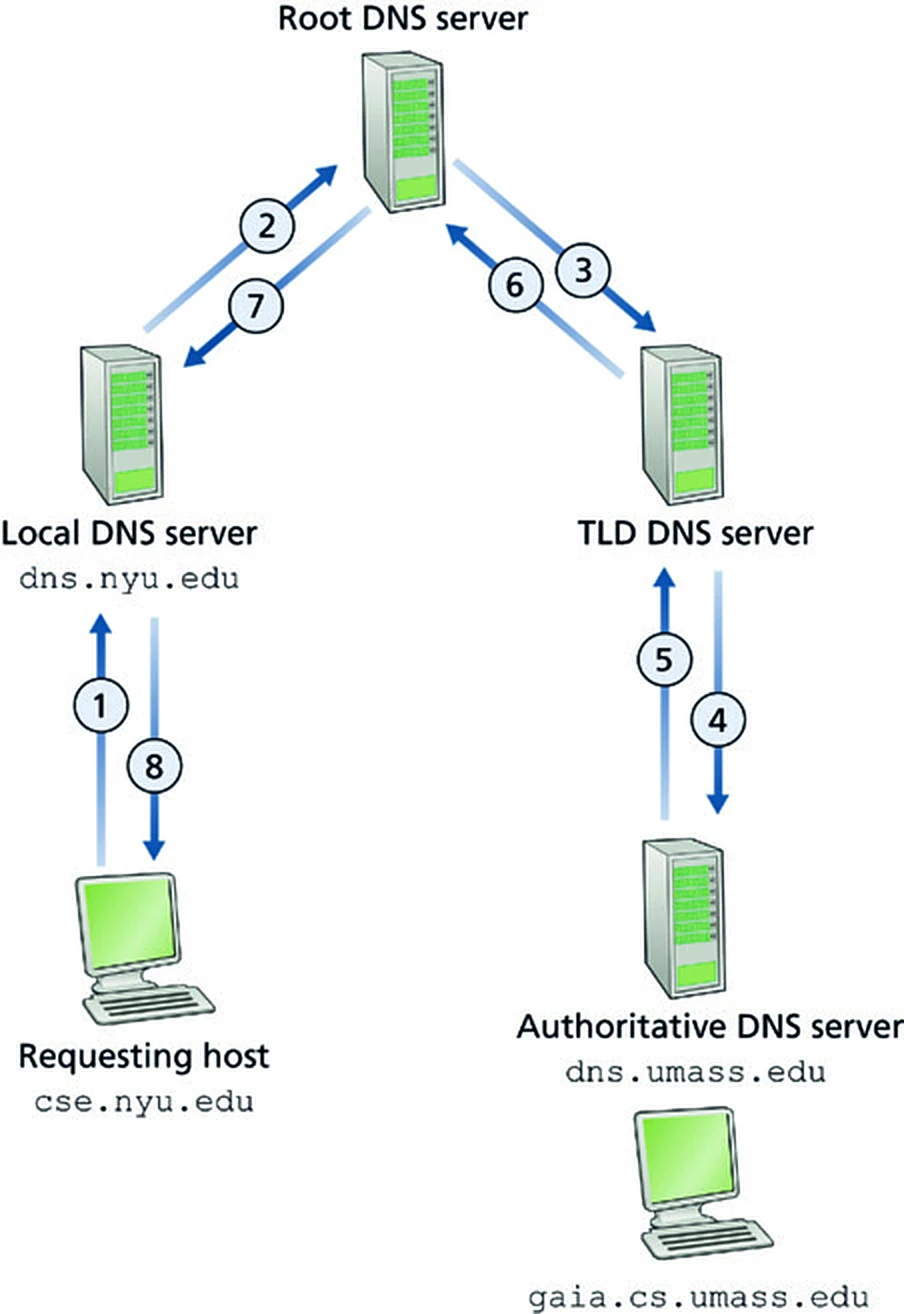 Root DNS server
2
3
7
6
Local DNS server
dns.nyu.edu
TLD DNS server
1
8
5
4
Requesting host
cse.nyu.edu
Authoritative DNS server
dns.umass.edu
gaia.cs.umass.edu